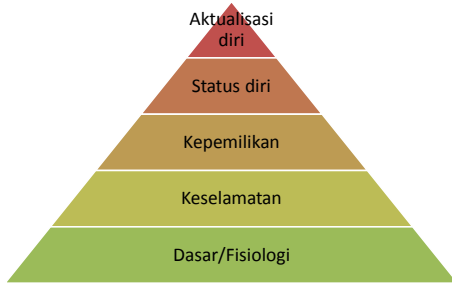 Aktualisasi
diri
Status diri
Kepemilikan
Keselamatan
Dasar/Fisiologi